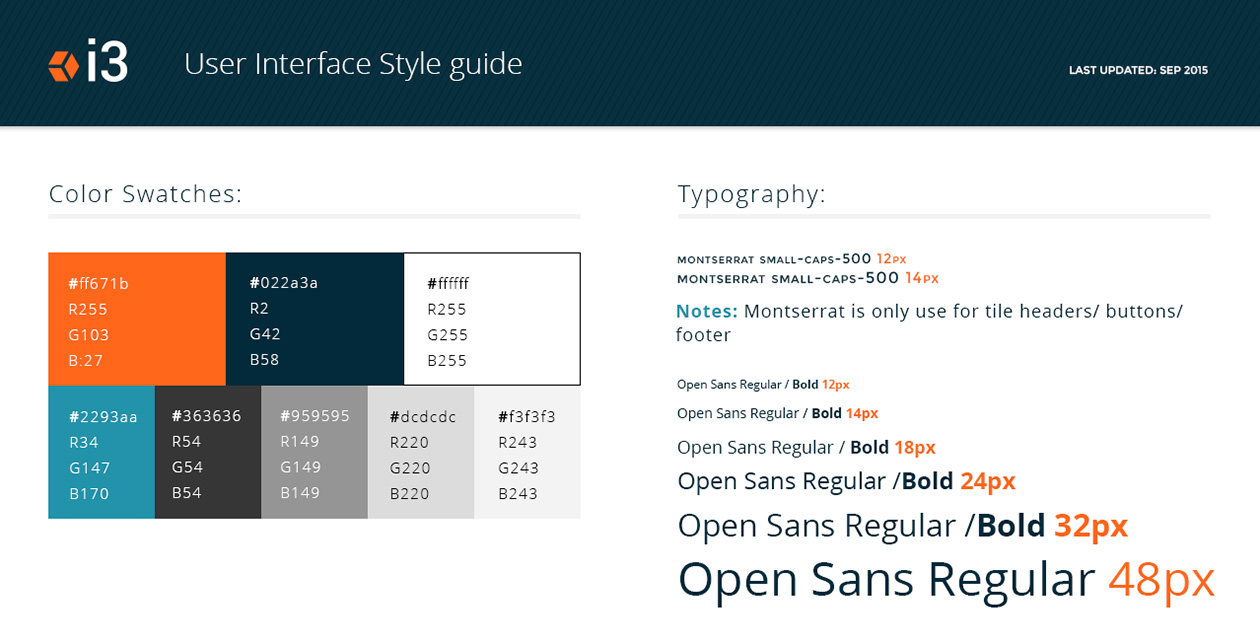 i3
User Interface Style guide
LAST UPDATED: SEP 2015
Color Swatches:
#ff671b
R255
G103
B:27
#022a3a
R2
G42
B58
#ffffff
R255
G255
B255
#2293aa
R34
G147
B170
#363636
R54
G54
B54
#959595
R149
G149
B149
#dcdcdc
R220
G220
B220
#f3f3f3
R243
G243
B243
Typography:
MONTSERRAT SMALL-CAPS-500 12PX
MONTSERRAT SMALL-CAPS-500 14PX
Notes: Montserrat is only use for tile headers/ buttons/
footer
Open Sans Regular / Bold 12px
Open Sans Regular / Bold 14px
Open Sans Regular / Bold 18px
Open Sans Regular /Bold 24px
Open Sans Regular /Bold 32px
Open Sans Regular 48px